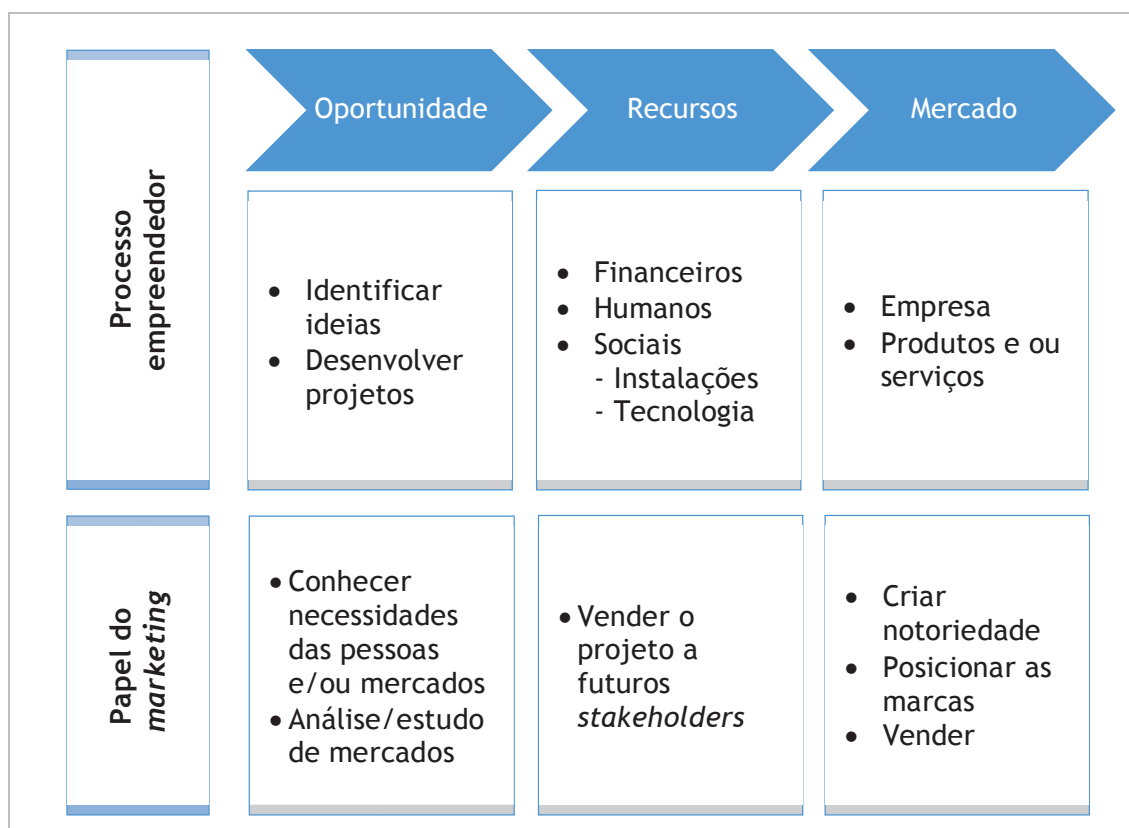 Oportunidade
Recursos
Mercado
Processo
empreendedor
• Identificar
ideias
• Desenvolver
projetos
• Financeiros
• Humanos
• Sociais
- Instalações
- Tecnologia
• Empresa
• Produtos e ou
serviços
Papel do
marketing
• Conhecer
necessidades
das pessoas
e/ou mercados
• Análise/estudo
de mercados
• Vender o
projeto a
futuros
stakeholders
• Criar
notoriedade
• Posicionar as
marcas
• Vender